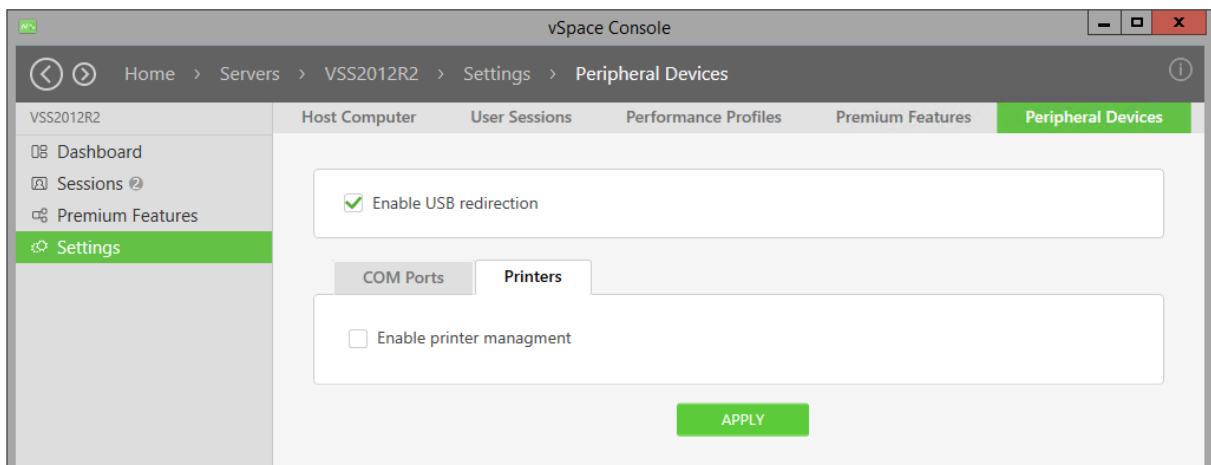 vSpace Console
Home > Servers > VSS2012R2 > Settings > Peripheral Devices
VSS2012R2
Host Computer User Sessions Performance Profiles Premium Features Peripheral Devices
Dashboard
Sessions 2
Premium Features
Settings
Enable USB redirection
COM Ports Printers
Enable printer managment
APPLY